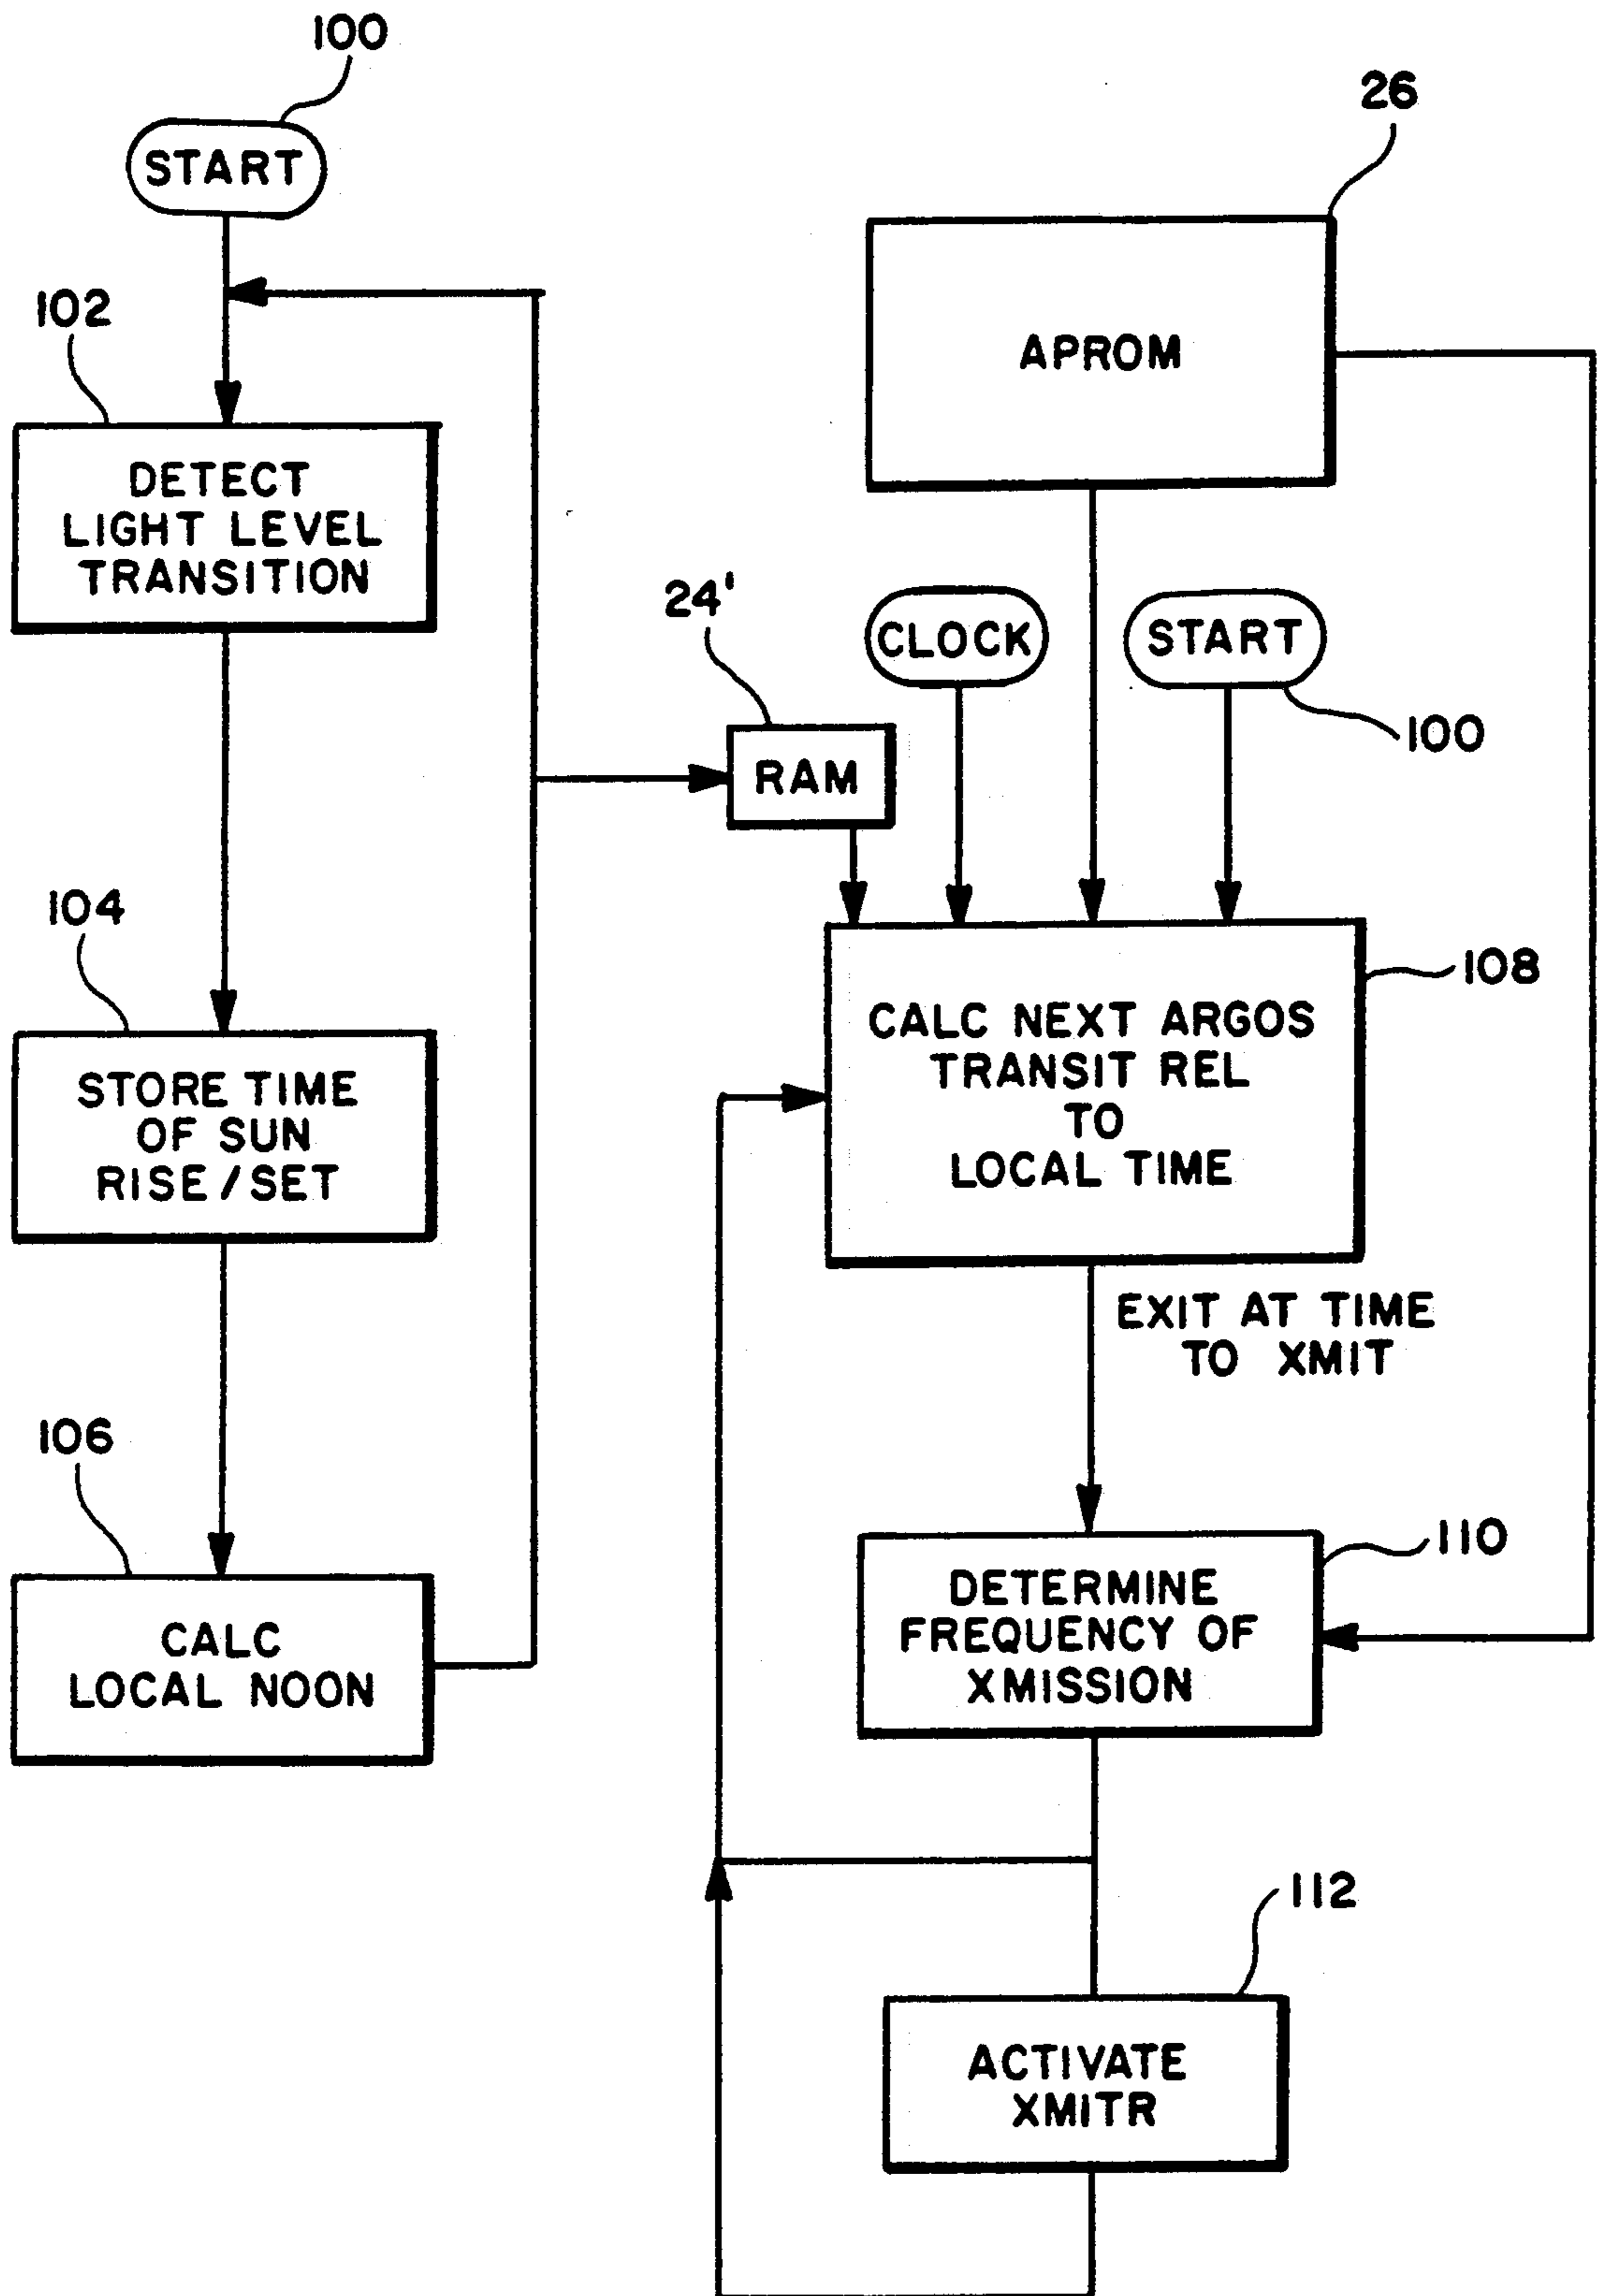 100
START
102
DETECT
LIGHT LEVEL
TRANSITION
104
STORE TIME
OF SUN
RISE/SET
106
CALC
LOCAL NOON
26
APROM
24'
RAM
CLOCK
START
100
108
CALC NEXT ARGOS
TRANSIT REL
TO
LOCAL TIME
EXIT AT TIME
TO XMIT
110
DETERMINE
FREQUENCY OF
XMISSION
112
ACTIVATE
XMITR